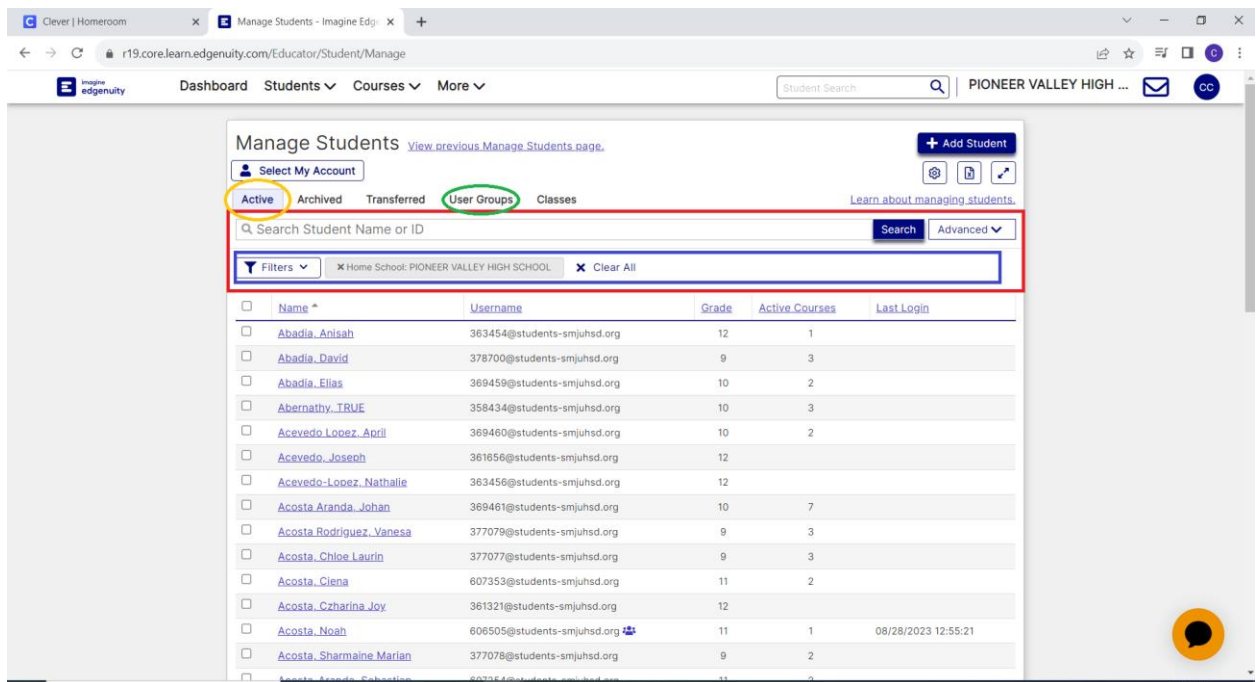 Clever | Homeroom
Manage Students - Imagine Edg
r19.core.learn.edgenuity.com/Educator/Student/Manage
C
imagine edgenuity
Dashboard Students Courses More
Student Search
PIONEER VALLEY HIGH ...
CC
Manage Students View previous Manage Students page.
+ Add Student
Select My Account
Active Archived Transferred User Groups Classes
Learn about managing students.
Search Student Name or ID
Search Advanced
Filters × Home School: PIONEER VALLEY HIGH SCHOOL × Clear All
Name Username Grade Active Courses Last Login
Abadia, Anisah 363454@students-smjuhsd.org 12 1
Abadia, David 378700@students-smjuhsd.org 9 3
Abadia, Elias 369459@students-smjuhsd.org 10 2
Abernathy, TRUE 358434@students-smjuhsd.org 10 3
Acevedo Lopez, April 369460@students-smjuhsd.org 10 2
Acevedo, Joseph 361656@students-smjuhsd.org 12
Acevedo-Lopez, Nathalie 363456@students-smjuhsd.org 12
Acosta Aranda, Johan 369461@students-smjuhsd.org 10 7
Acosta Rodriguez, Vanesa 377079@students-smjuhsd.org 9 3
Acosta, Chloe Laurin 377077@students-smjuhsd.org 9 3
Acosta, Ciena 607353@students-smjuhsd.org 11 2
Acosta, Czharina Joy 361321@students-smjuhsd.org 12
Acosta, Noah 606505@students-smjuhsd.org 11 1 08/28/2023 12:55:21
Acosta, Sharmaine Marian 377078@students-smjuhsd.org 9 2